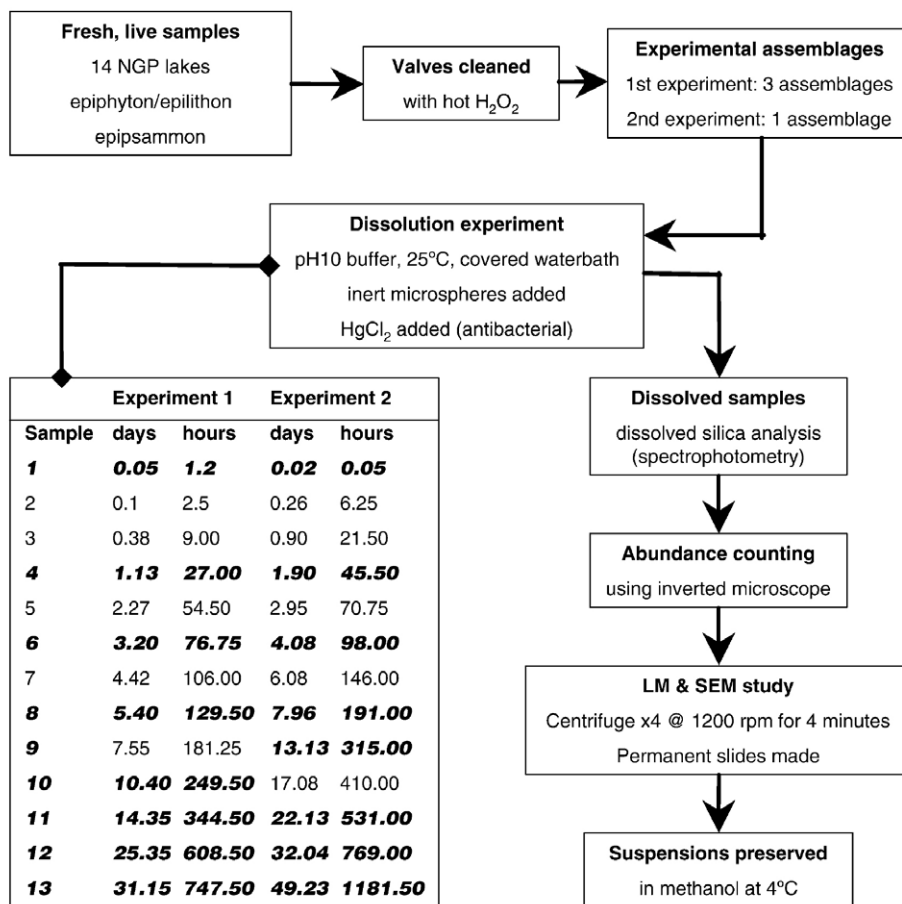 Fresh, live samples
14 NGP lakes
epiphyton/epilithon
epipsammon
Valves cleaned
with hot H₂O₂
Experimental assemblages
1st experiment: 3 assemblages
2nd experiment: 1 assemblage
Dissolution experiment
pH10 buffer, 25ºC, covered waterbath
inert microspheres added
HgCl₂ added (antibacterial)
Experiment 1 Experiment 2
Sample days hours days hours
1 0.05 1.2 0.02 0.05
2 0.1 2.5 0.26 6.25
3 0.38 9.00 0.90 21.50
4 1.13 27.00 1.90 45.50
5 2.27 54.50 2.95 70.75
6 3.20 76.75 4.08 98.00
7 4.42 106.00 6.08 146.00
8 5.40 129.50 7.96 191.00
9 7.55 181.25 13.13 315.00
10 10.40 249.50 17.08 410.00
11 14.35 344.50 22.13 531.00
12 25.35 608.50 32.04 769.00
13 31.15 747.50 49.23 1181.50
Dissolved samples
dissolved silica analysis
(spectrophotometry)
Abundance counting
using inverted microscope
LM & SEM study
Centrifuge x4 @ 1200 rpm for 4 minutes
Permanent slides made
Suspensions preserved
in methanol at 4ºC